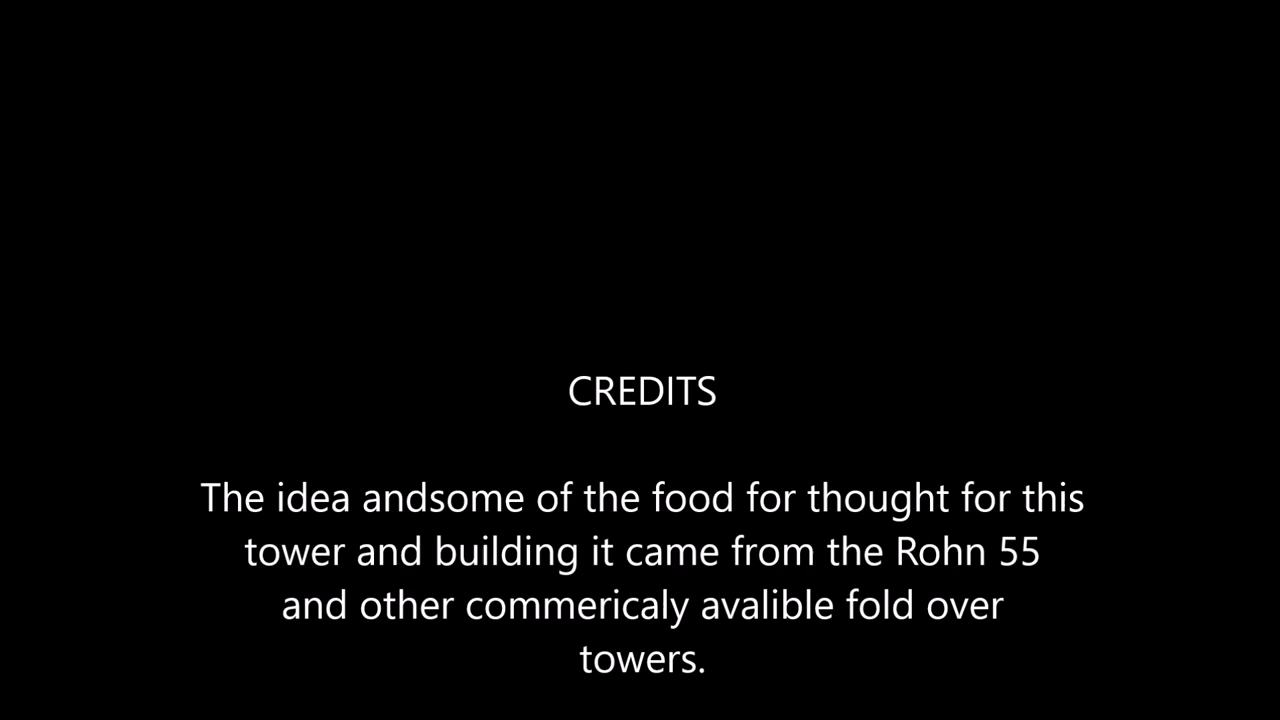 CREDITS
The idea andsome of the food for thought for this
tower and building it came from the Rohn 55
and other commericaly avalible fold over
towers.